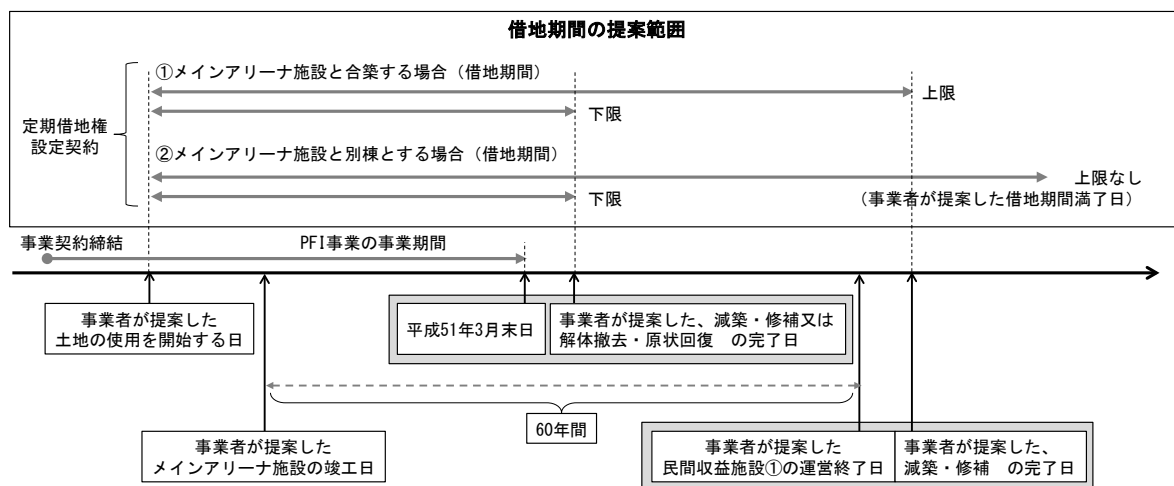 借地期間の提案範囲
①メインアリーナ施設と合築する場合（借地期間）
上限
下限
定期借地権
設定契約
②メインアリーナ施設と別棟とする場合（借地期間）
上限なし
下限
（事業者が提案した借地期間満了日）
事業契約締結
PFI事業の事業期間
事業者が提案した
土地の使用を開始する日
平成51年3月末日
事業者が提案した、減築・修補又は
解体撤去・原状回復　の完了日
60年間
事業者が提案した
メインアリーナ施設の竣工日
事業者が提案した
民間収益施設①の運営終了日
事業者が提案した、
減築・修補　の完了日